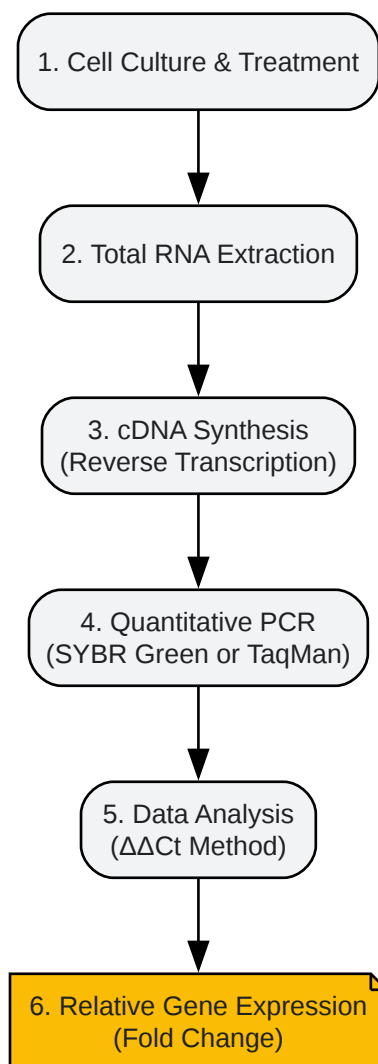 1. Cell Culture & Treatment
2. Total RNA Extraction
3. cDNA Synthesis
(Reverse Transcription)
4. Quantitative PCR
(SYBR Green or TaqMan)
5. Data Analysis
(ΔΔCt Method)
6. Relative Gene Expression
(Fold Change)